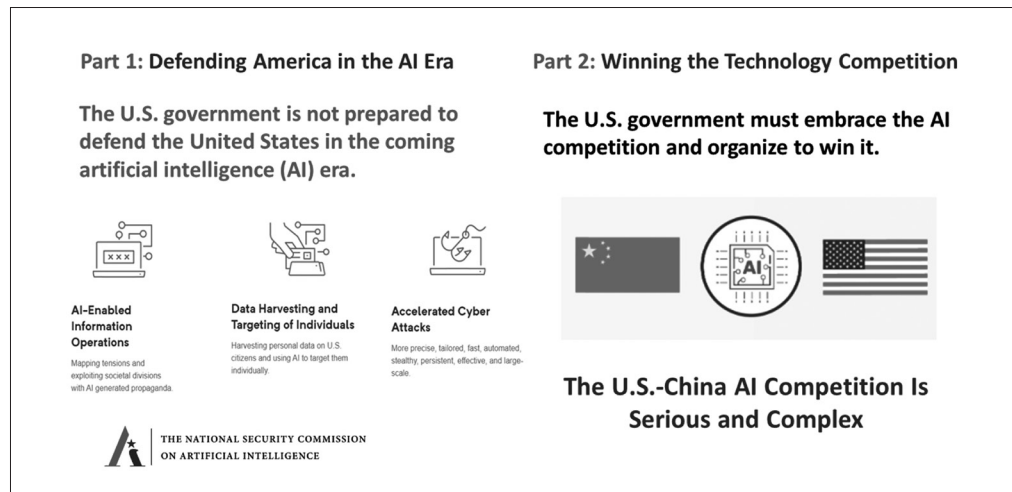 Part 1: Defending America in the AI Era
The U.S. government is not prepared to
defend the United States in the coming
artificial intelligence (AI) era.
XXX
AI-Enabled
Information
Operations
Mapping tensions and
exploiting societal divisions
with AI generated propaganda.
Data Harvesting and
Targeting of Individuals
Harvesting personal data on U.S.
citizens and using AI to target them
individually.
Accelerated Cyber
Attacks
More precise, tailored, fast, automated,
stealthy, persistent, effective, and large-
scale.
THE NATIONAL SECURITY COMMISSION
ON ARTIFICIAL INTELLIGENCE
Part 2: Winning the Technology Competition
The U.S. government must embrace the AI
competition and organize to win it.
AI
The U.S.-China AI Competition Is
Serious and Complex